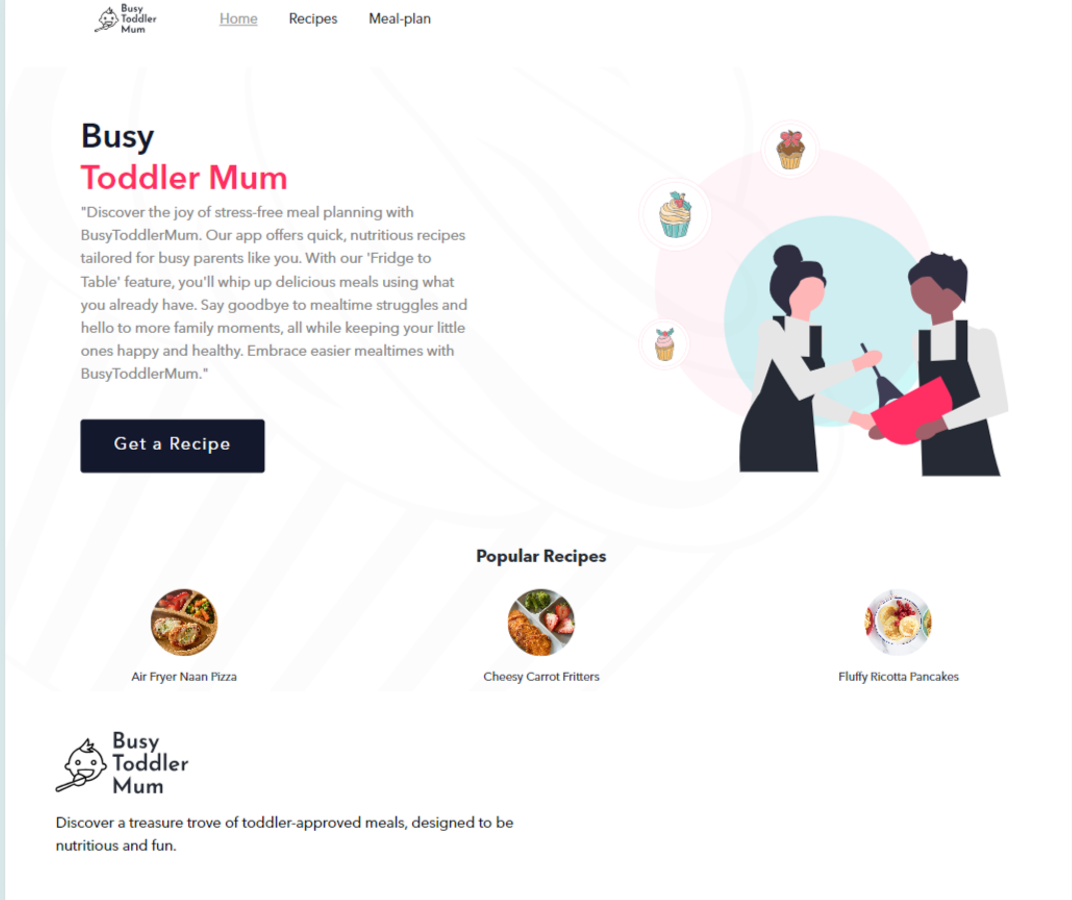 Busy
Toddler
Mum
Home Recipes Meal-plan
Busy
Toddler Mum
"Discover the joy of stress-free meal planning with
BusyToddlerMum. Our app offers quick, nutritious recipes
tailored for busy parents like you. With our 'Fridge to
Table' feature, you'll whip up delicious meals using what
you already have. Say goodbye to mealtime struggles and
hello to more family moments, all while keeping your little
ones happy and healthy. Embrace easier mealtimes with
BusyToddlerMum."
Get a Recipe
Popular Recipes
Air Fryer Naan Pizza
Cheesy Carrot Fritters
Fluffy Ricotta Pancakes
Busy
Toddler
Mum
Discover a treasure trove of toddler-approved meals, designed to be
nutritious and fun.